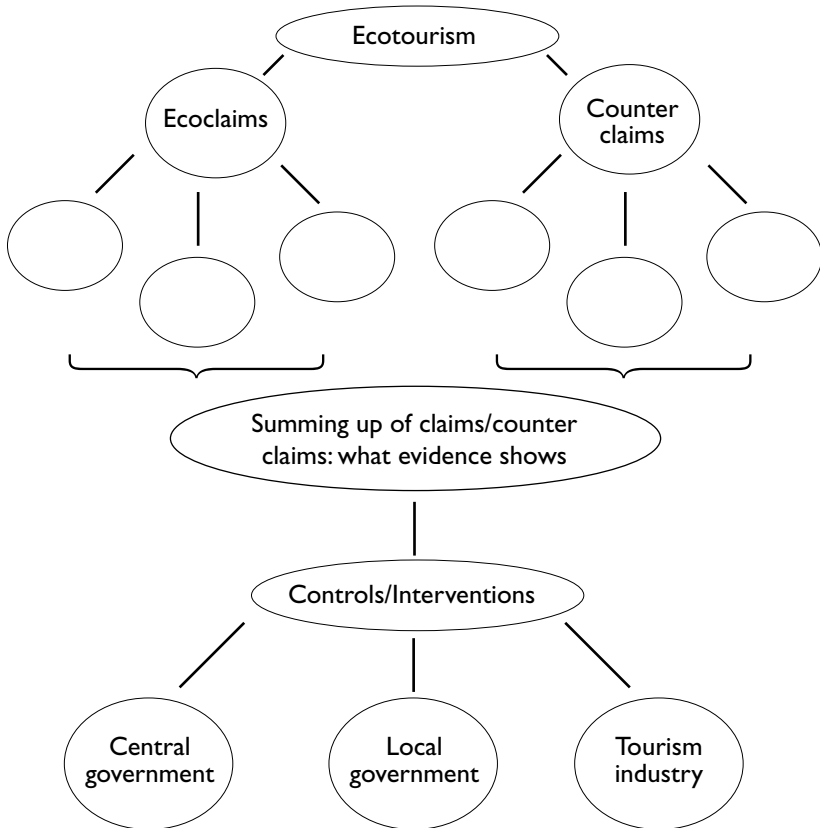 Ecotourism
Ecoclaims
Counter
claims
Summing up of claims/counter
claims: what evidence shows
Controls/Interventions
Central
government
Local
government
Tourism
industry